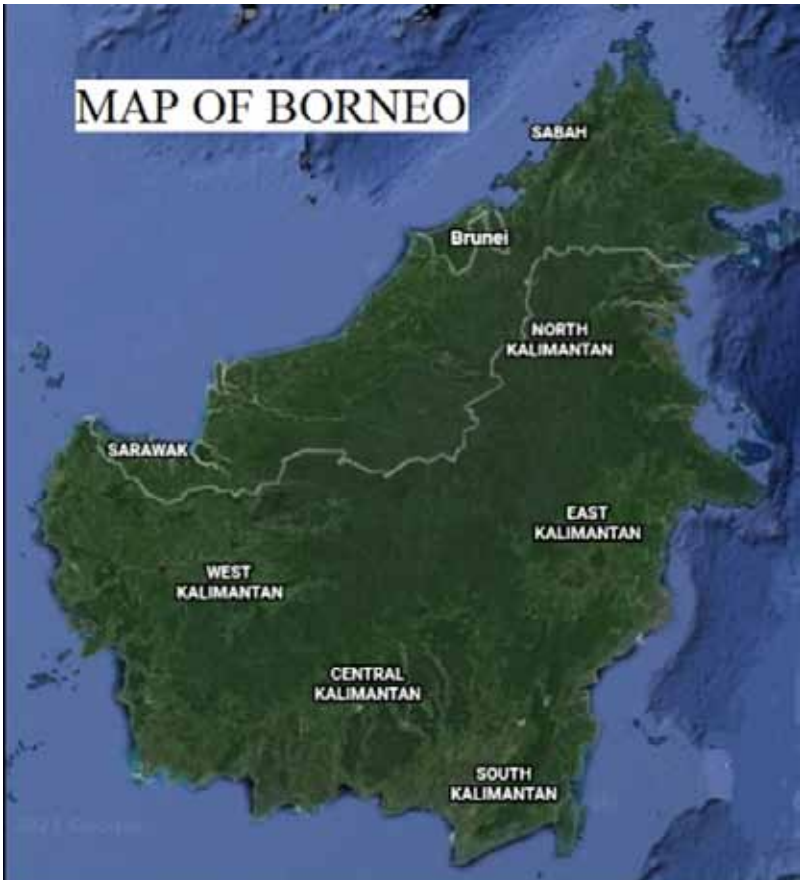 MAP OF BORNEO
SABAH
Brunei
NORTH
KALIMANTAN
SARAWAK
EAST
KALIMANTAN
WEST
KALIMANTAN
CENTRAL
KALIMANTAN
SOUTH
KALIMANTAN